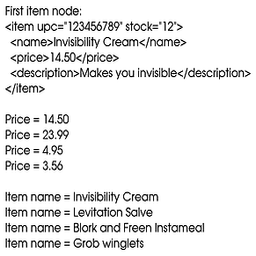 First item node:
<item upc="123456789" stock="12">
<name>Invisibility Cream</name>
<price>14.50</price>
<description>Makes you invisible</description>
</item>
Price = 14.50
Price = 23.99
Price = 4.95
Price = 3.56
Item name = Invisibility Cream
Item name = Levitation Salve
Item name = Blork and Freen Instameal
Item name = Grob winglets